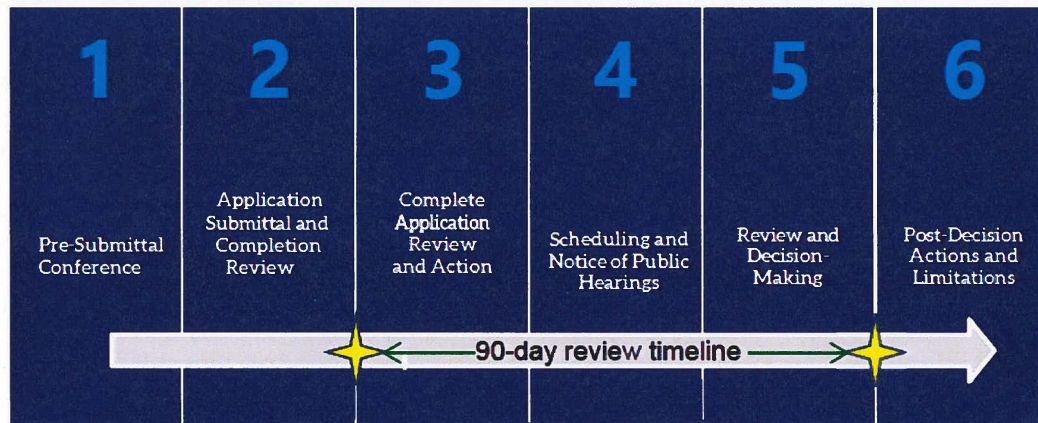 1
2
3
4
5
6
Pre-Submittal
Conference
Application
Submittal and
Completion
Review
Complete
Application
Review
and Action
Scheduling and
Notice of Public
Hearings
Review and
Decision-
Making
Post-Decision
Actions and
Limitations
90-day review timeline